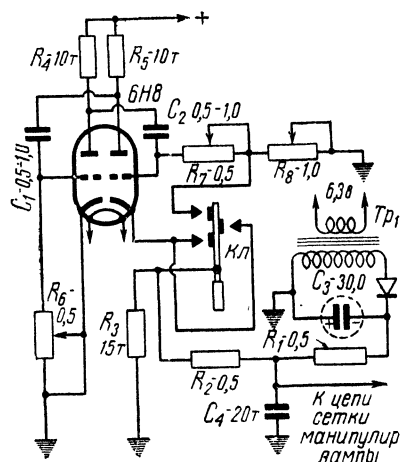 +
R4-10т
R5-10т
6Н8
C2 0,5-1,0
C1-0,5-1,0
R7-0,5
R8-1,0
6,3в
Тр1
Кл
C3-30,0
R6-
0,5
R3
15т
R2-0,5
R1-0,5
C4-20т
К цепи
сетки
манипулир
лампы